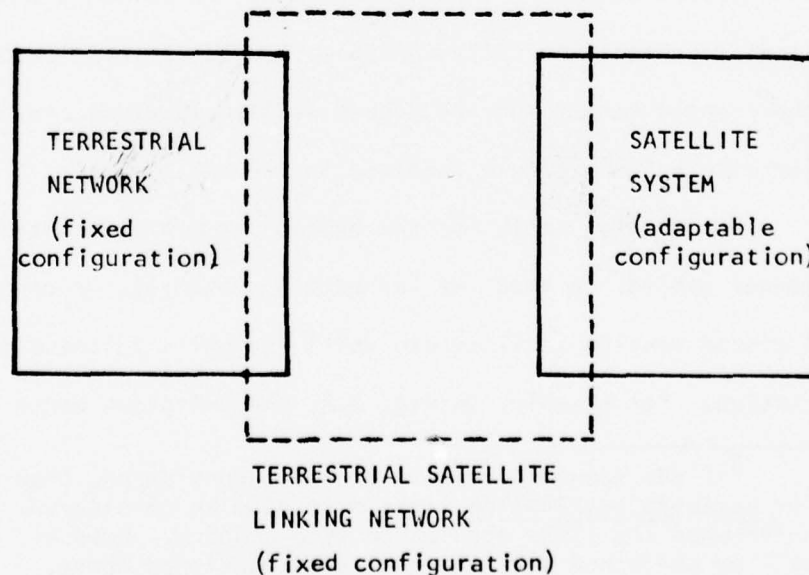 TERRESTRIAL
NETWORK
(fixed
configuration)
SATELLITE
SYSTEM
(adaptable
configuration)
TERRESTRIAL SATELLITE
LINKING NETWORK
(fixed configuration)